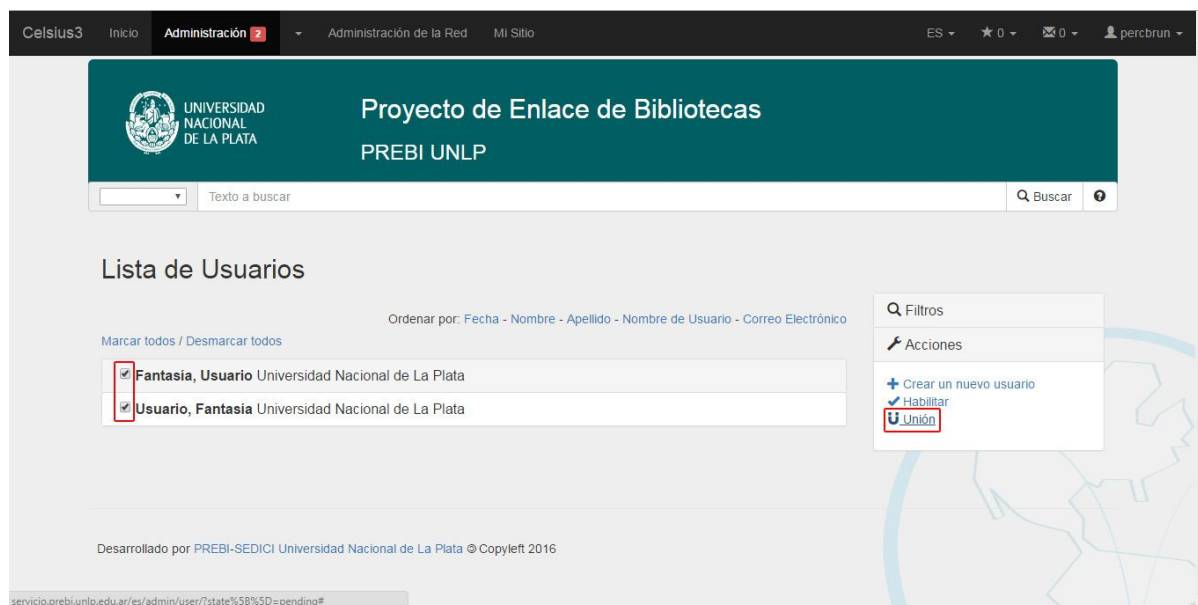 Celsius3 Inicio Administración 2 Administración de la Red Mi Sitio ES 0 0 percbrun
UNIVERSIDAD
NACIONAL
DE LA PLATA
Proyecto de Enlace de Bibliotecas
PREBI UNLP
Texto a buscar Buscar
Lista de Usuarios
Ordenar por: Fecha - Nombre - Apellido - Nombre de Usuario - Correo Electrónico
Marcar todos / Desmarcar todos
Fantasia, Usuario Universidad Nacional de La Plata
Usuario, Fantasia Universidad Nacional de La Plata
Filtros
Acciones
Crear un nuevo usuario
Habilitar
Unión
Desarrollado por PREBI-SEDICI Universidad Nacional de La Plata © Copyleft 2016
servicio.prebi.unlp.edu.ar/es/admin/user/?state%5B%5D=pending#